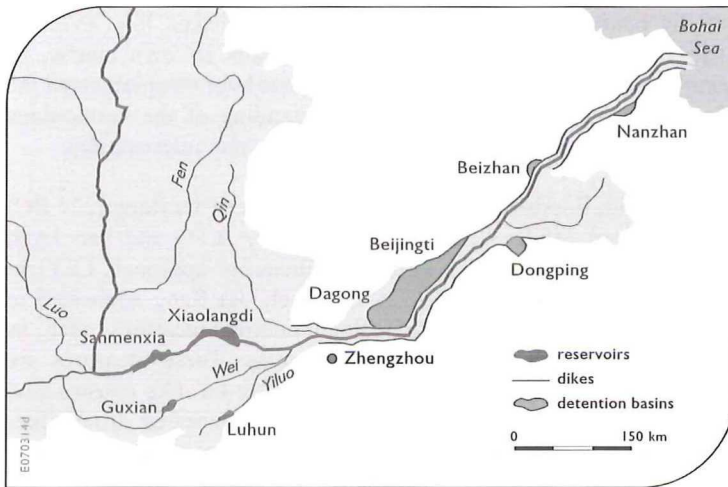 Bohai
Sea
Nanzhan
Beizhan
Fen
Qin
Beijingti
Dongping
Dagong
Luo
Xiaolangdi
Sanmenxia
Zhengzhou
Wei
Yiluo
Guxian
Luhun
reservoirs
dikes
detention basins
0 150 km
E070314d